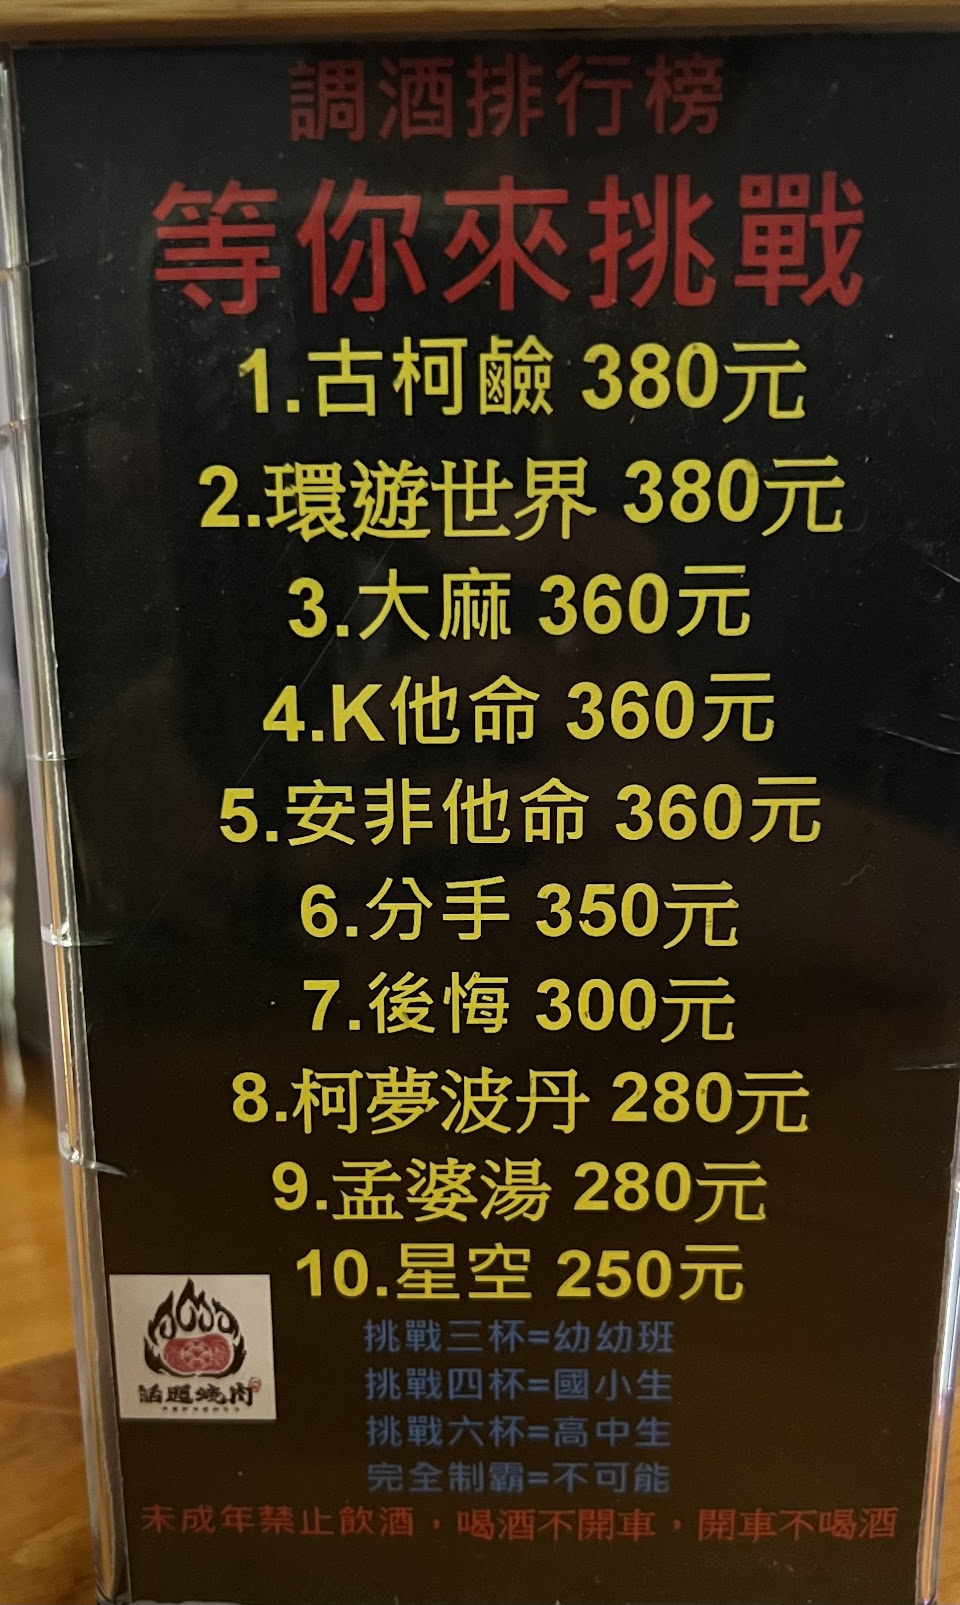 調酒排行榜
等你來挑戰
1.古柯鹼 380元
2.環遊世界 380元
3.大麻 360元
4.K他命 360元
5.安非他命 360元
6.分手 350元
7.後悔 300元
8.柯夢波丹 280元
9.孟婆湯 280元
10.星空 250元
挑戰三杯=幼幼班
挑戰四杯=國小生
挑戰六杯=高中生
完全制霸=不可能
話題燒肉
未成年禁止飲酒，喝酒不開車，開車不喝酒